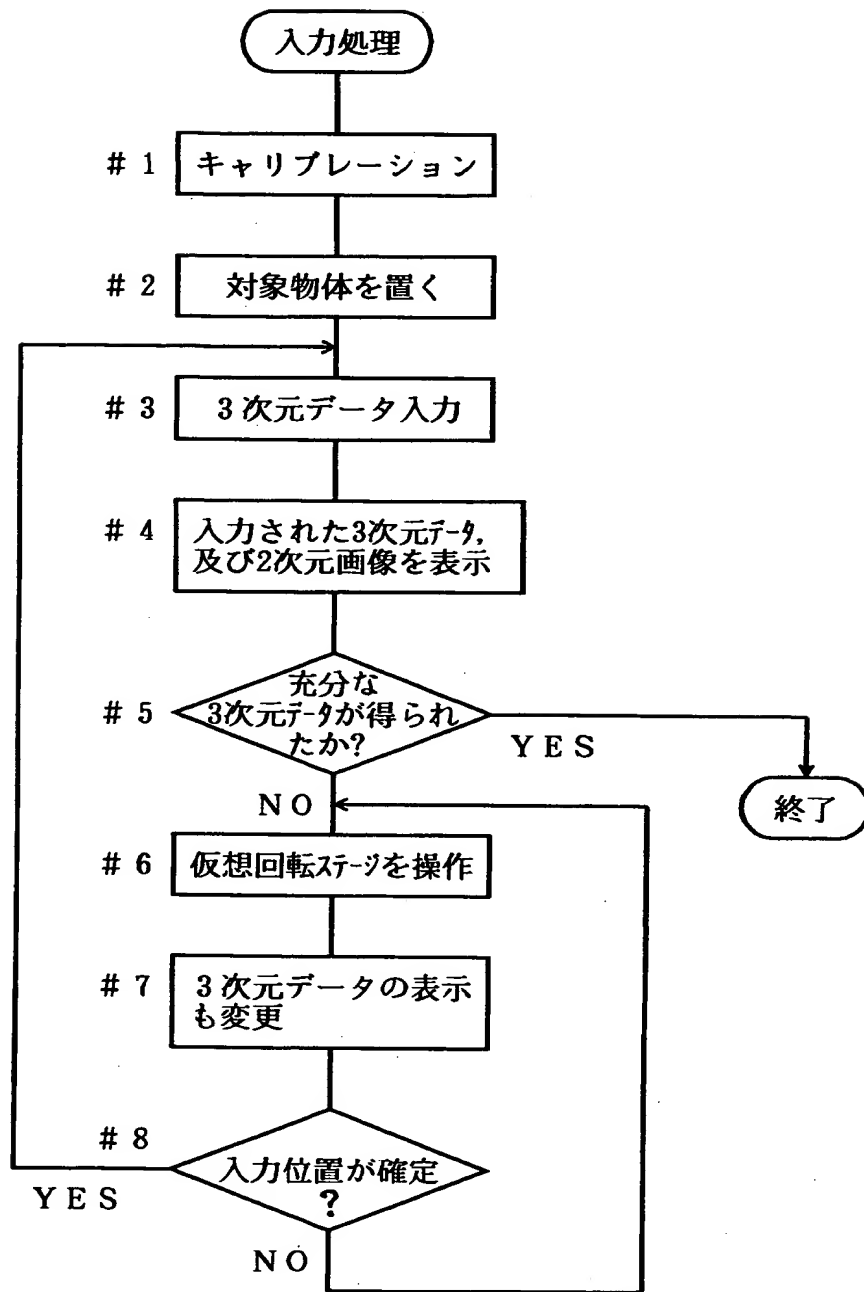 入力処理
# 1 キャリブレーション
# 2 対象物体を置く
# 3 3次元データ入力
# 4 入力された3次元ﾃﾞｰﾀ,
及び2次元画像を表示
充分な
# 5 3次元ﾃﾞｰﾀが得られ
たか?
YES
NO
終了
# 6 仮想回転ｽﾃｰｼﾞを操作
# 7 3次元データの表示
も変更
# 8
入力位置が確定
?
YES
NO